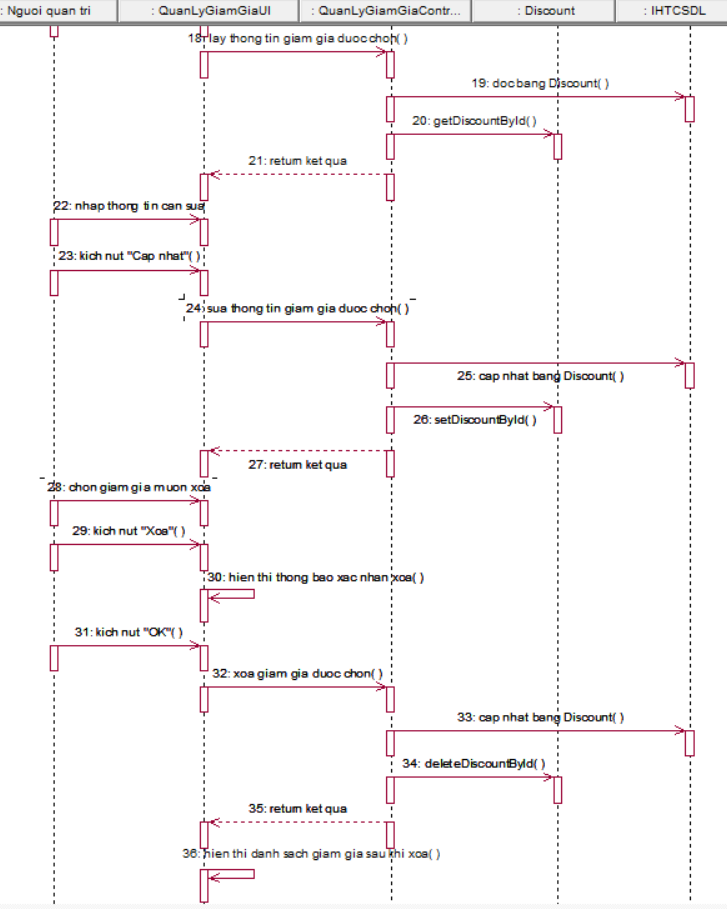 : Nguoi quan tri
: QuanLyGiamGiaUI
: QuanLyGiamGiaContr...
: Discount
: IHTCSDL
18: lay thong tin giam gia duoc chon( )
19: doc bang Discount( )
20: getDiscountById( )
21: return ket qua
22: nhap thong tin can sua
23: kich nut "Cap nhat"( )
24: sua thong tin giam gia duoc chon( )
25: cap nhat bang Discount( )
26: setDiscountById( )
27: return ket qua
28: chon giam gia muon xoa
29: kich nut "Xoa"( )
30: hien thi thong bao xac nhan xoa( )
31: kich nut "OK"( )
32: xoa giam gia duoc chon( )
33: cap nhat bang Discount( )
34: deleteDiscountById( )
35: return ket qua
36: hien thi danh sach giam gia sau khi xoa( )